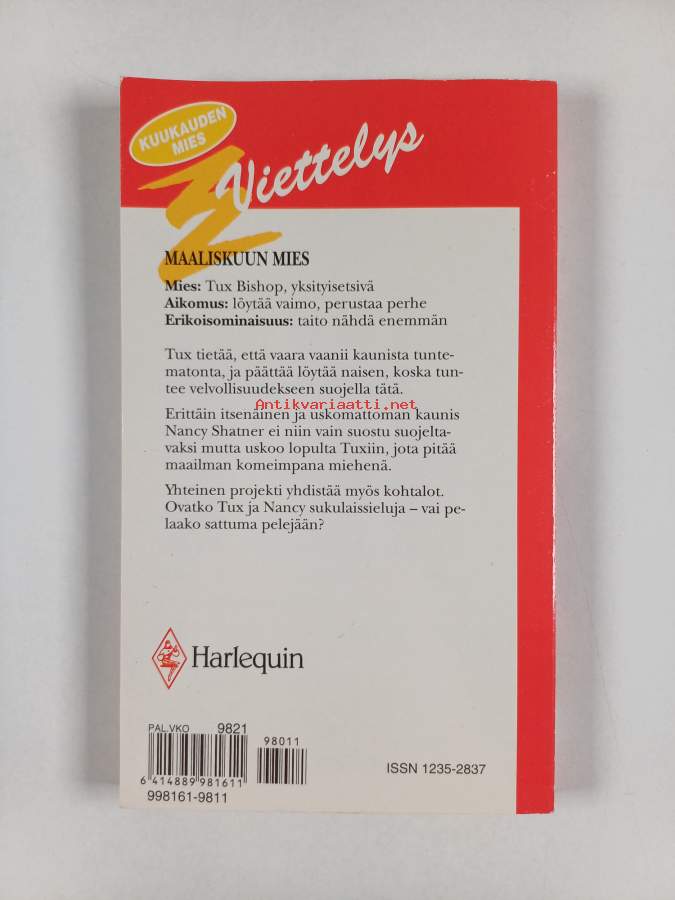 KUUKAUDEN
MIES
Viettelys
MAALISKUUN MIES
Mies: Tux Bishop, yksityisetsivä
Aikomus: löytää vaimo, perustaa perhe
Erikoisominaisuus: taito nähdä enemmän
Tux tietää, että vaara vaanii kaunista tunte-
matonta, ja päättää löytää naisen, koska tun-
tee velvollisuudekseen suojella tätä.
Antikvariaatti.net
Erittäin itsenäinen ja uskomattoman kaunis
Nancy Shatner ei niin vain suostu suojelta-
vaksi mutta uskoo lopulta Tuxiin, jota pitää
maailman komeimpana miehenä.
Yhteinen projekti yhdistää myös kohtalot.
Ovatko Tux ja Nancy sukulaissieluja – vai pe-
laako sattuma pelejään?
Harlequin
PAL.VKO 9821
98011
6 414889 981611
998161-9811
ISSN 1235-2837